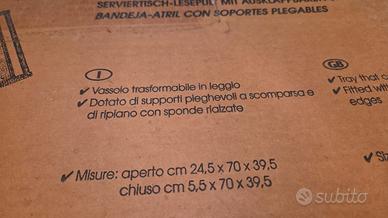 SERVIERTISCH-LESEPULT MIT AUSKLAPPBAREN
BANDEJA-ATRIL CON SOPORTES PLEGABLES
I
✓ Vassoio trasformabile in leggio
✓ Dotato di supporti pieghevoli a scomparsa e
di ripiano con sponde rialzate
✓ Misure: aperto cm 24,5 x 70 x 39,5
chiuso cm 5,5 x 70 x 39,5
GB
✓ Tray that c
✓ Fitted with
edges
✓ Siz
subito